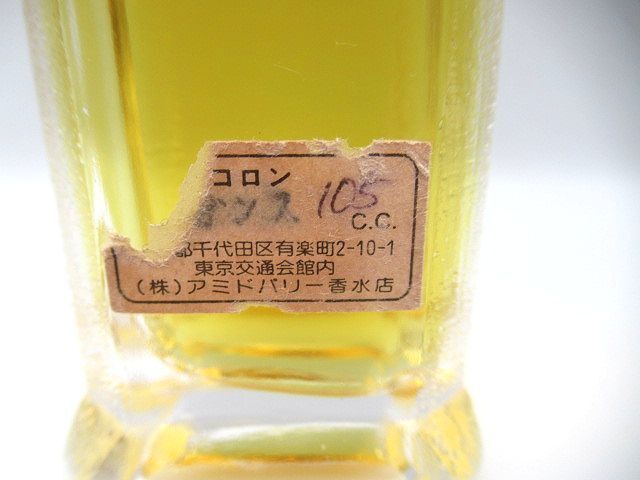 コロン
ンス 105 C.C.
都千代田区有楽町2-10-1
東京交通会館内
(株)アミドパリー香水店